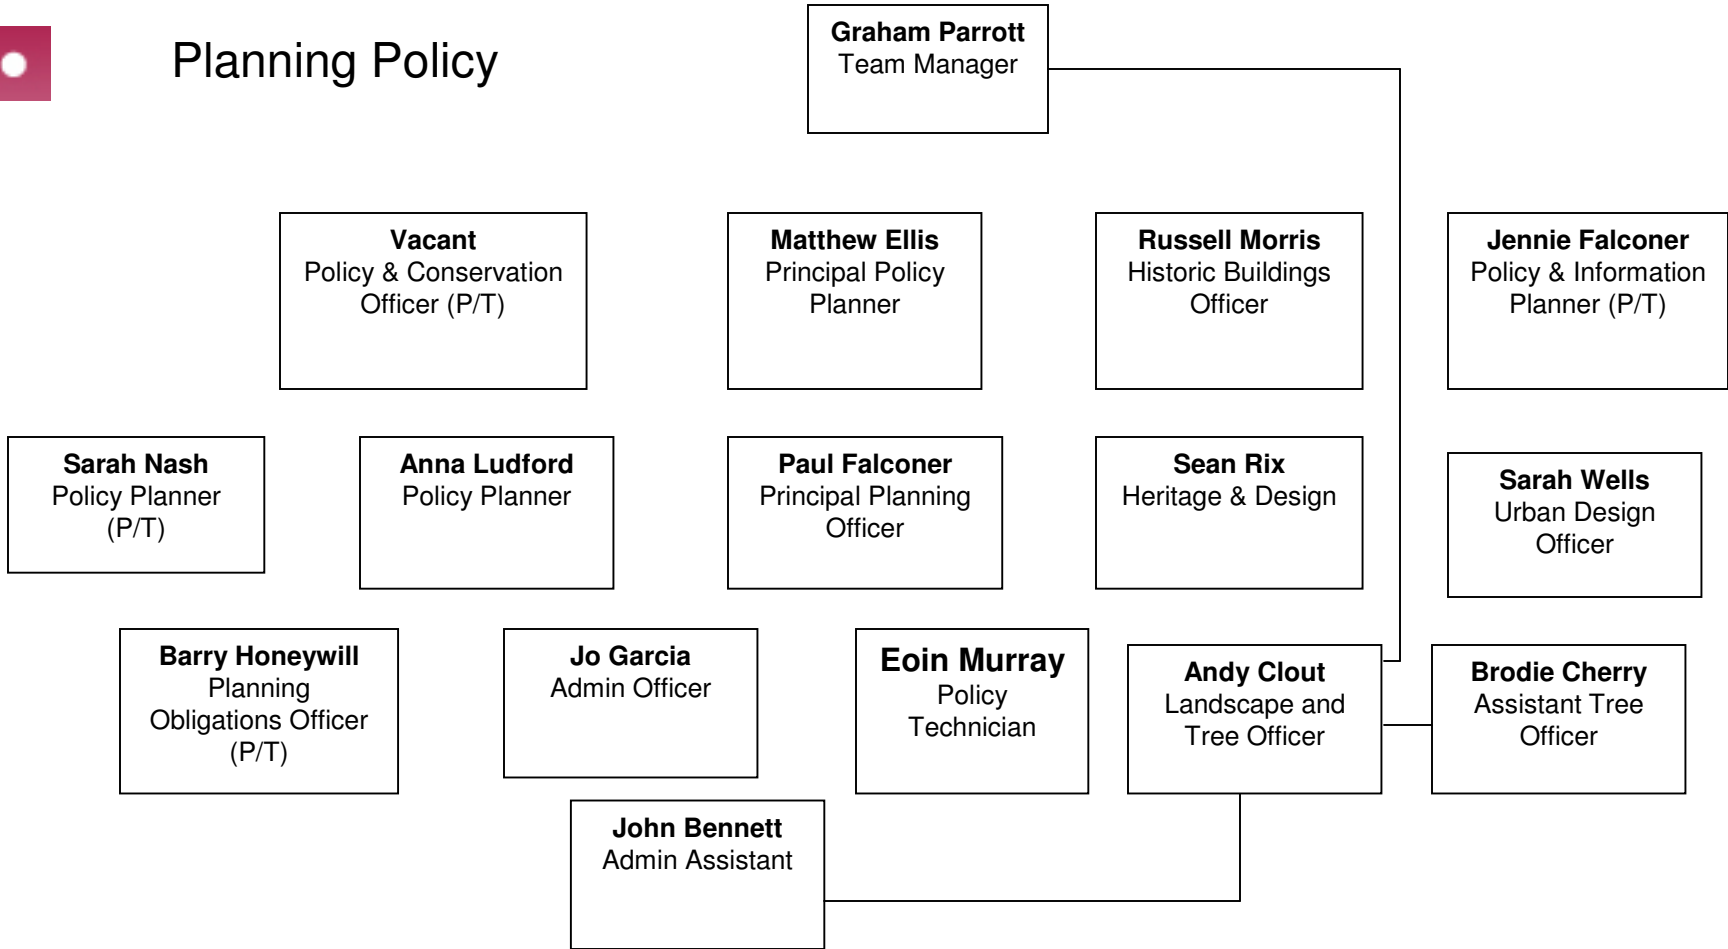 Planning Policy
Graham Parrott
Team Manager
Vacant
Policy & Conservation
Officer (P/T)
Matthew Ellis
Principal Policy
Planner
Russell Morris
Historic Buildings
Officer
Jennie Falconer
Policy & Information
Planner (P/T)
Sarah Nash
Policy Planner
(P/T)
Anna Ludford
Policy Planner
Paul Falconer
Principal Planning
Officer
Sean Rix
Heritage & Design
Sarah Wells
Urban Design
Officer
Barry Honeywill
Planning
Obligations Officer
(P/T)
Jo Garcia
Admin Officer
Eoin Murray
Policy
Technician
Andy Clout
Landscape and
Tree Officer
Brodie Cherry
Assistant Tree
Officer
John Bennett
Admin Assistant